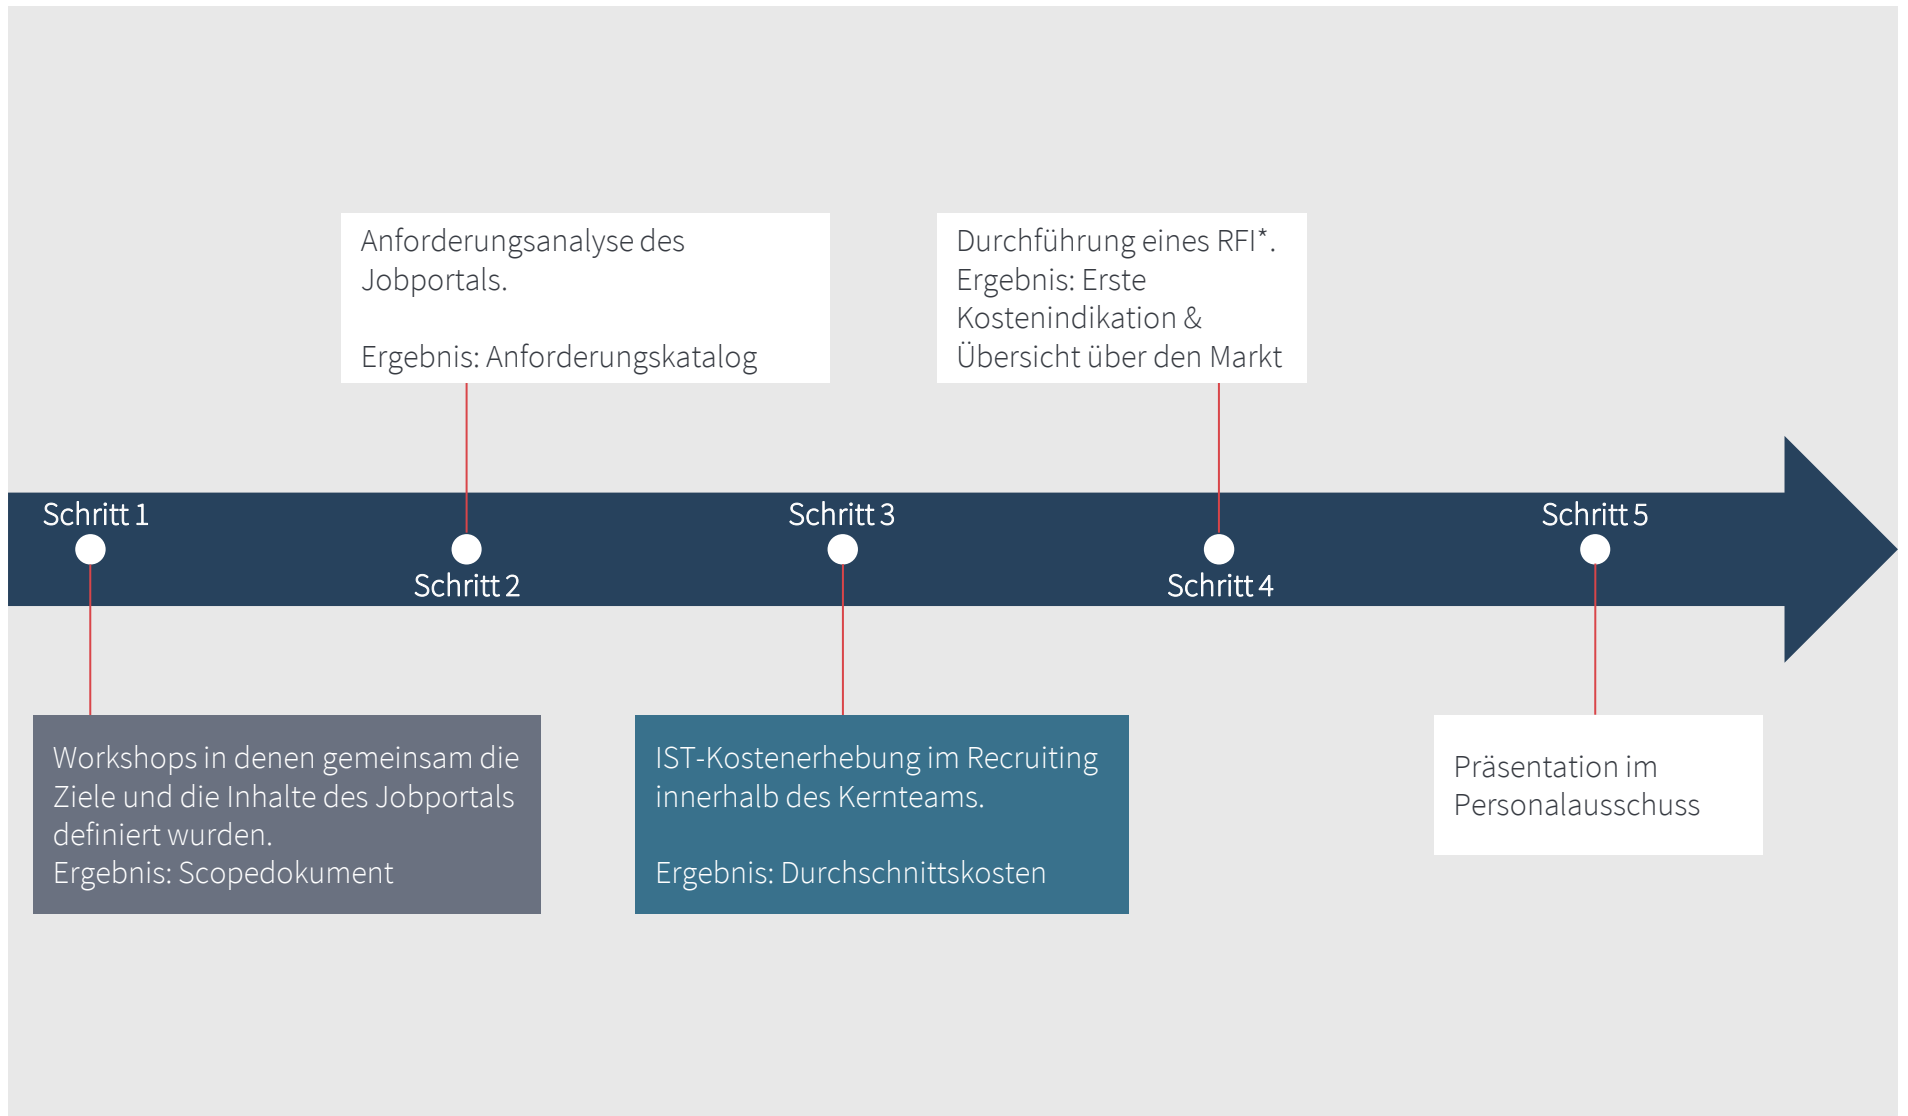 Schritt 1
Workshops in denen gemeinsam die
Ziele und die Inhalte des Jobportals
definiert wurden.
Ergebnis: Scopedokument
Anforderungsanalyse des
Jobportals.
Ergebnis: Anforderungskatalog
Schritt 2
Schritt 3
IST-Kostenerhebung im Recruiting
innerhalb des Kernteams.
Ergebnis: Durchschnittskosten
Durchführung eines RFI*.
Ergebnis: Erste
Kostenindikation &
Übersicht über den Markt
Schritt 4
Schritt 5
Präsentation im
Personalausschuss